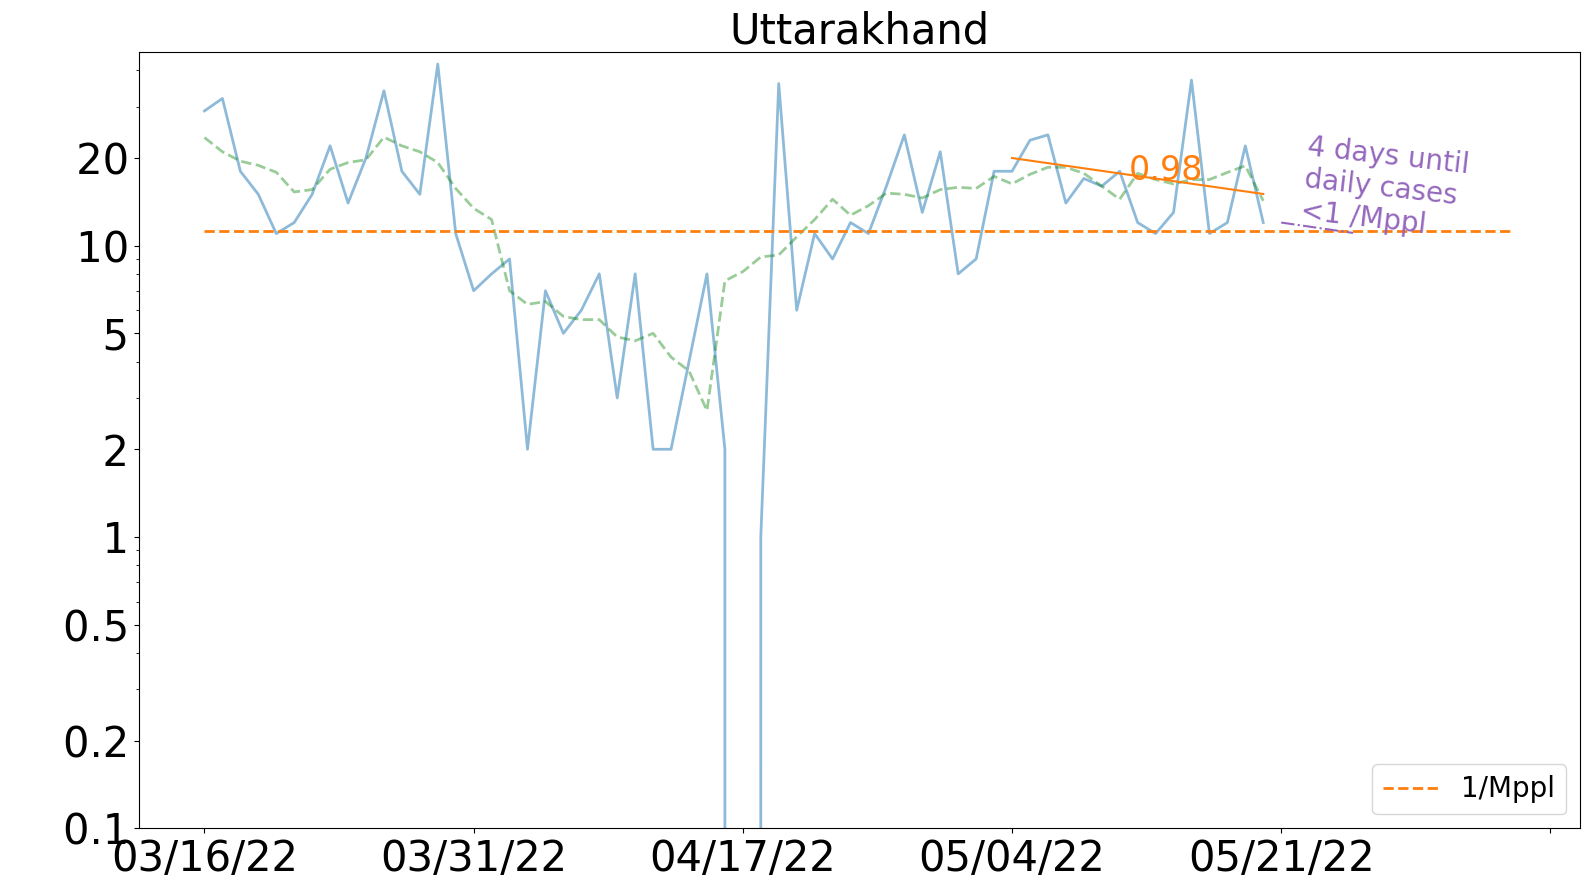 Uttarakhand
20
10
5
2
1
0.5
0.2
0.1
0.98
4 days until
daily cases
<1 /Mppl
1/Mppl
03/16/22
03/31/22
04/17/22
05/04/22
05/21/22